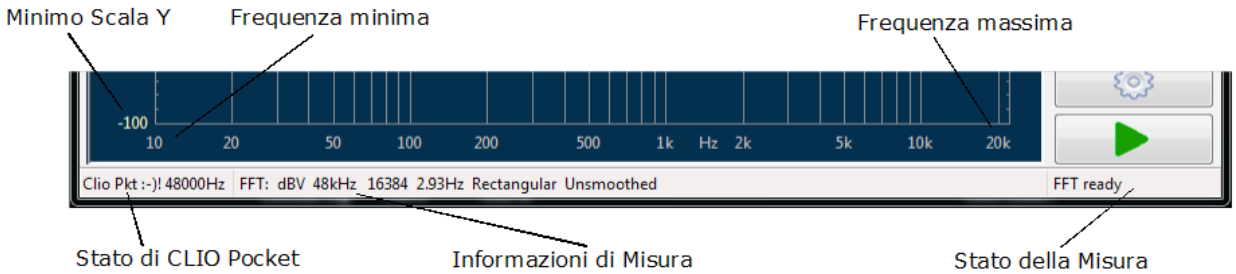 Minimo Scala Y Frequenza minima Frequenza massima
-100
10 20 50 100 200 500 1k Hz 2k 5k 10k 20k
Clio Pkt :-)! 48000Hz FFT: dBV 48kHz 16384 2.93Hz Rectangular Unsmoothed FFT ready
Stato di CLIO Pocket Informazioni di Misura Stato della Misura